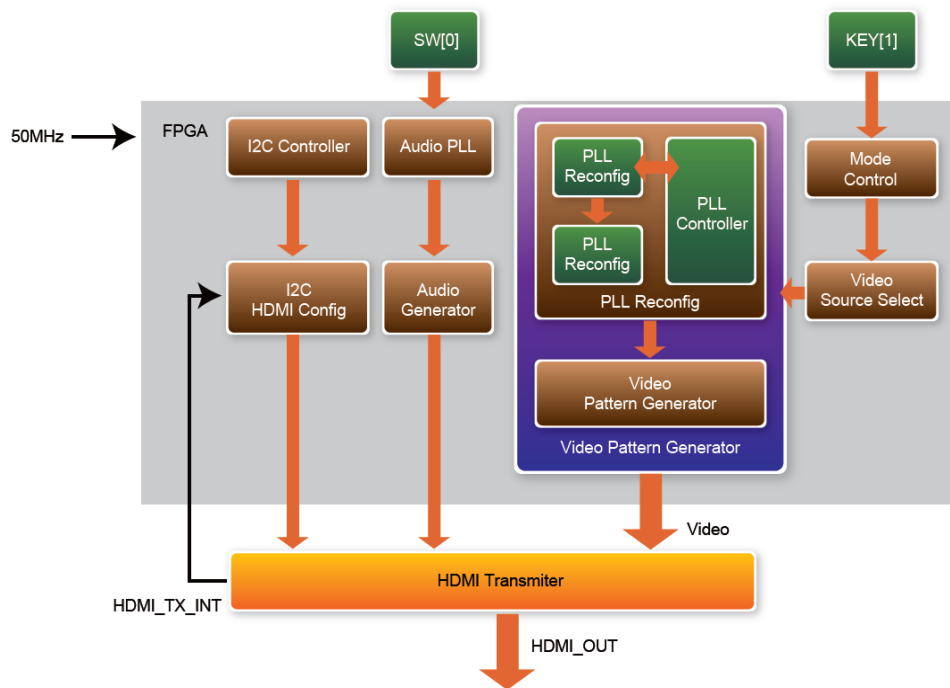 SW[0]
KEY[1]
50MHz
FPGA
I2C Controller
Audio PLL
PLL
Reconfig
PLL
Controller
Mode
Control
PLL
Reconfig
I2C
HDMI Config
Audio
Generator
PLL Reconfig
Video
Source Select
Video
Pattern Generator
Video Pattern Generator
Video
HDMI Transmiter
HDMI_TX_INT
HDMI_OUT